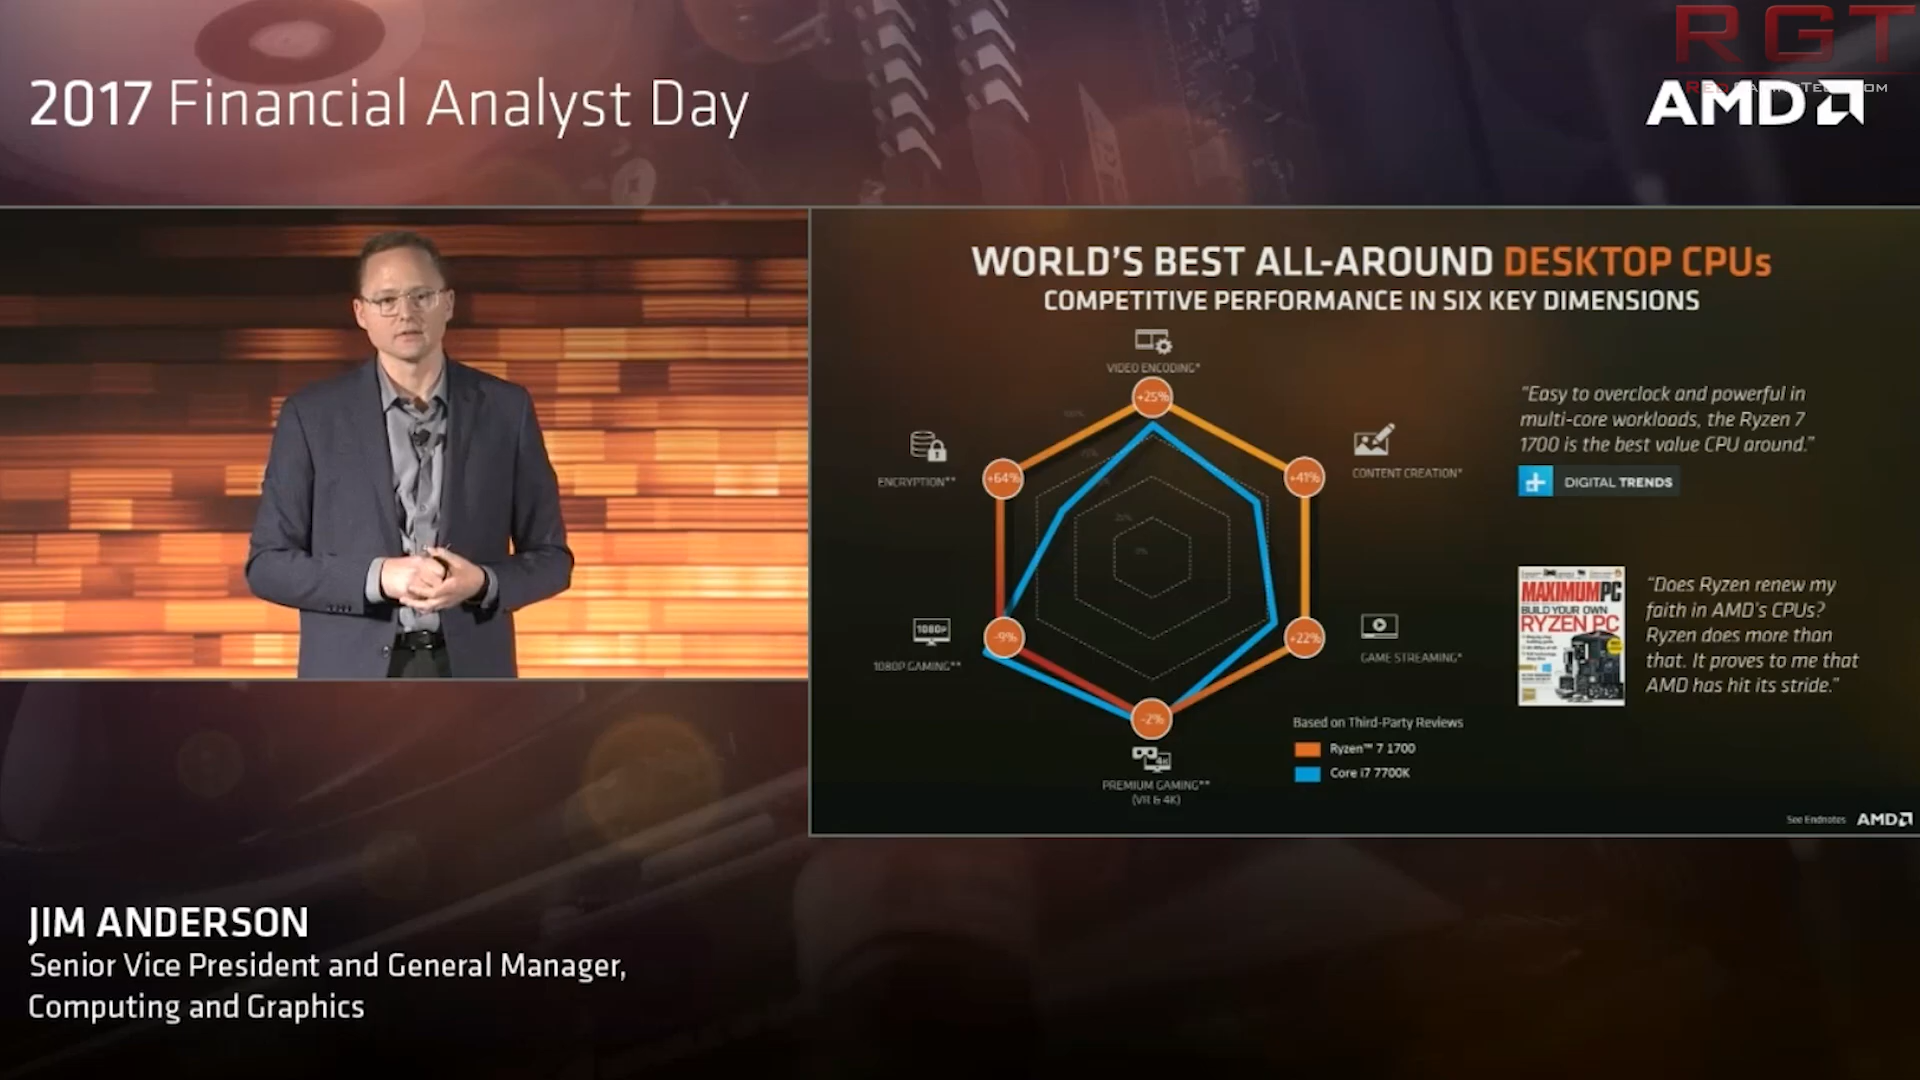 RGT
2017 Financial Analyst Day
AMD
WORLD'S BEST ALL-AROUND DESKTOP CPUs
COMPETITIVE PERFORMANCE IN SIX KEY DIMENSIONS
VIDEO ENCODING*
+25%
ENCRYPTION**
+64%
+41%
CONTENT CREATION*
1080P
1080P GAMING**
-9%
+22%
GAME STREAMING*
-2%
4K
PREMIUM GAMING**
(VR & 4K)
Based on Third-Party Reviews
Ryzen™ 7 1700
Core i7 7700K
"Easy to overclock and powerful in
multi-core workloads, the Ryzen 7
1700 is the best value CPU around."
DIGITAL TRENDS
MAXIMUMPC
BUILD YOUR OWN
RYZEN PC
"Does Ryzen renew my
faith in AMD's CPUs?
Ryzen does more than
that. It proves to me that
AMD has hit its stride."
See Endnotes AMD
JIM ANDERSON
Senior Vice President and General Manager,
Computing and Graphics